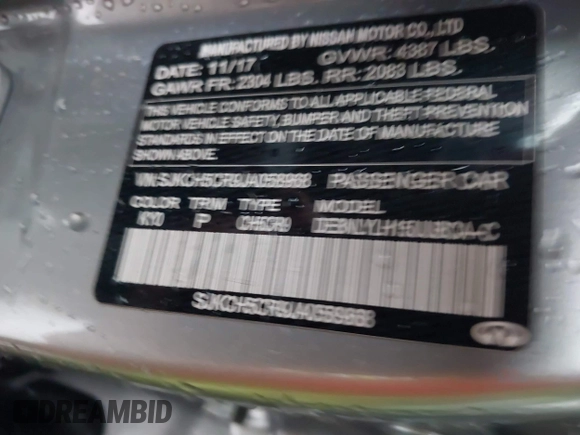 MANUFACTURED BY NISSAN MOTOR CO., LTD
DATE: 11/17 GVWR: 4387 LBS.
GAWR FR: 2304 LBS. RR: 2083 LBS.
THIS VEHICLE CONFORMS TO ALL APPLICABLE FEDERAL
MOTOR VEHICLE SAFETY, BUMPER AND THEFT PREVENTION
STANDARDS IN EFFECT ON THE DATE OF MANUFACTURE
SHOWN ABOVE.
VIN: PASSENGER CAR
COLOR TRIM TYPE MODEL
P
DREAMBID